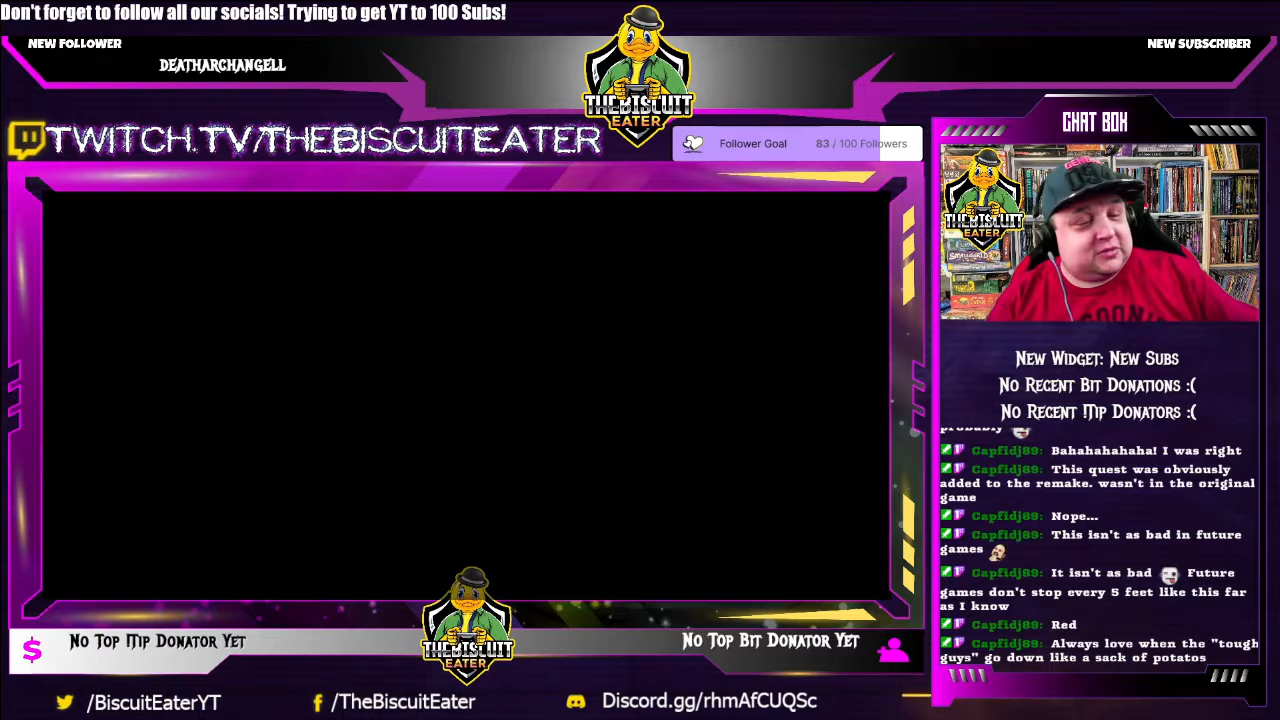 Don't forget to follow all our socials! Trying to get YT to 100 Subs!
NEW FOLLOWER
DEATHARCHANGELL
NEW SUBSCRIBER
THEBISCUIT
EATER
TWITCH.TV/THEBISCUITEATER
Follower Goal
83 / 100 Followers
CHAT BOX
THEBISCUIT
EATER
New Widget: New Subs
No Recent Bit Donations :(
No Recent Tip Donators :(
probably
Capfidj89: Bahahahahaha! I was right
Capfidj89: This quest was obviously
added to the remake. wasn't in the original
game
Capfidj89: Nope...
Capfidj89: This isn't as bad in future
games
Capfidj89: It isn't as bad Future
games don't stop every 5 feet like this far
as I know
Capfidj89: Red
Capfidj89: Always love when the "tough
guys" go down like a sack of potatos
No Top Tip Donator Yet
THEBISCUIT
EATER
No Top Bit Donator Yet
/BiscuitEaterYT
/TheBiscuitEater
Discord.gg/rhmAfCUQSc